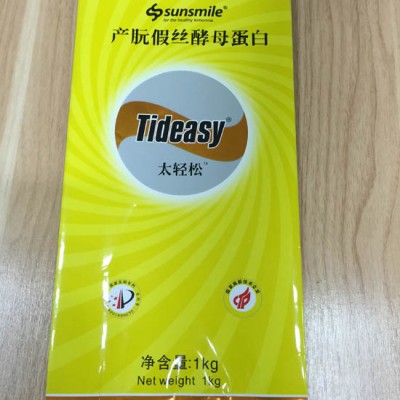 sunsmile®
for the healthy tomorrow
产朊假丝酵母蛋白
Tideasy®
太轻松™
净含量:1kg
Net weight 1kg